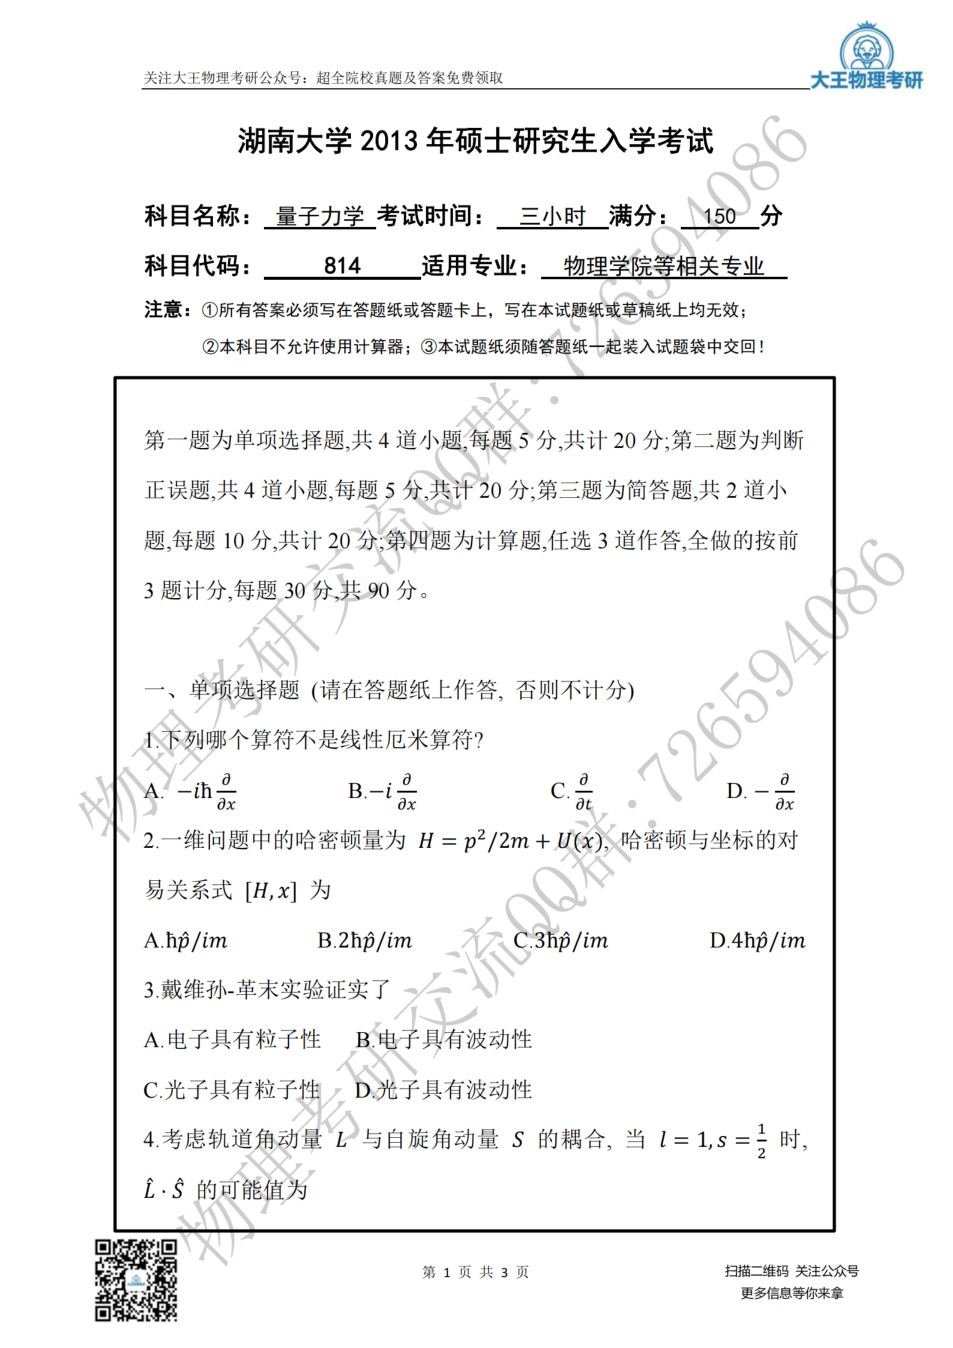 关注大王物理考研公众号：超全院校真题及答案免费领取
大王物理考研
湖南大学 2013 年硕士研究生入学考试
科目名称： 量子力学 考试时间： 三小时 满分： 150 分
科目代码： 814 适用专业： 物理学院等相关专业
注意：①所有答案必须写在答题纸或答题卡上，写在本试题纸或草稿纸上均无效；
②本科目不允许使用计算器；③本试题纸须随答题纸一起装入试题袋中交回！
第一题为单项选择题,共 4 道小题,每题 5 分,共计 20 分;第二题为判断
正误题,共 4 道小题,每题 5 分,共计 20 分;第三题为简答题,共 2 道小
题,每题 10 分,共计 20 分;第四题为计算题,任选 3 道作答,全做的按前
3 题计分,每题 30 分,共 90 分。
一、单项选择题 (请在答题纸上作答, 否则不计分)
1.下列哪个算符不是线性厄米算符?
A. −iħ ∂/∂x B.−i ∂/∂x C. ∂/∂t D. − ∂/∂x
2.一维问题中的哈密顿量为 H = p²/2m + U(x), 哈密顿与坐标的对
易关系式 [H, x] 为
A.ħp̂/im B.2ħp̂/im C.3ħp̂/im D.4ħp̂/im
3.戴维孙-革末实验证实了
A.电子具有粒子性 B.电子具有波动性
C.光子具有粒子性 D.光子具有波动性
4.考虑轨道角动量 L 与自旋角动量 S 的耦合, 当 l = 1, s = 1/2 时,
L̂ · Ŝ 的可能值为
物理考研交流QQ群：726594086
物理考研交流QQ群：726594086
大王物理考研
第 1 页 共 3 页
扫描二维码 关注公众号
更多信息等你来拿